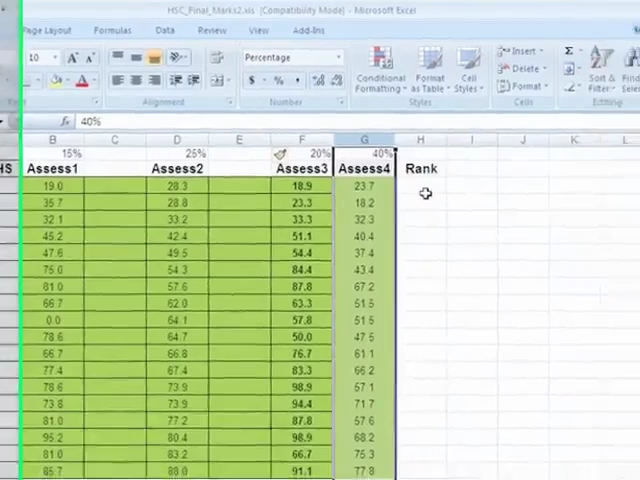 HSC_Final_Marks2.xls [Compatibility Mode] - Microsoft Excel
Page Layout Formulas Data Review View Add-Ins
10 A A Percentage Conditional Formatting Format as Table Cell Styles Insert Delete Format Σ Sort & Filter
$ % ,
Alignment Number Styles Cells Editing
fx 40%
B C D E F G H I J K L
15% 25% 20% 40%
HS Assess1 Assess2 Assess3 Assess4 Rank
19.0 28.3 18.9 23.7
35.7 28.8 23.3 18.2
32.1 33.2 33.3 32.3
45.2 42.4 51.1 40.4
47.6 49.5 54.4 37.4
75.0 54.3 84.4 43.4
81.0 57.6 87.8 67.2
66.7 62.0 63.3 51.5
0.0 64.1 57.8 51.5
78.6 64.7 50.0 47.5
66.7 66.8 76.7 61.1
77.4 67.4 83.3 66.2
78.6 73.9 98.9 57.1
73.8 73.9 94.4 71.7
81.0 77.2 87.8 57.6
95.2 80.4 98.9 68.2
81.0 83.2 66.7 75.3
85.7 88.0 91.1 77.8